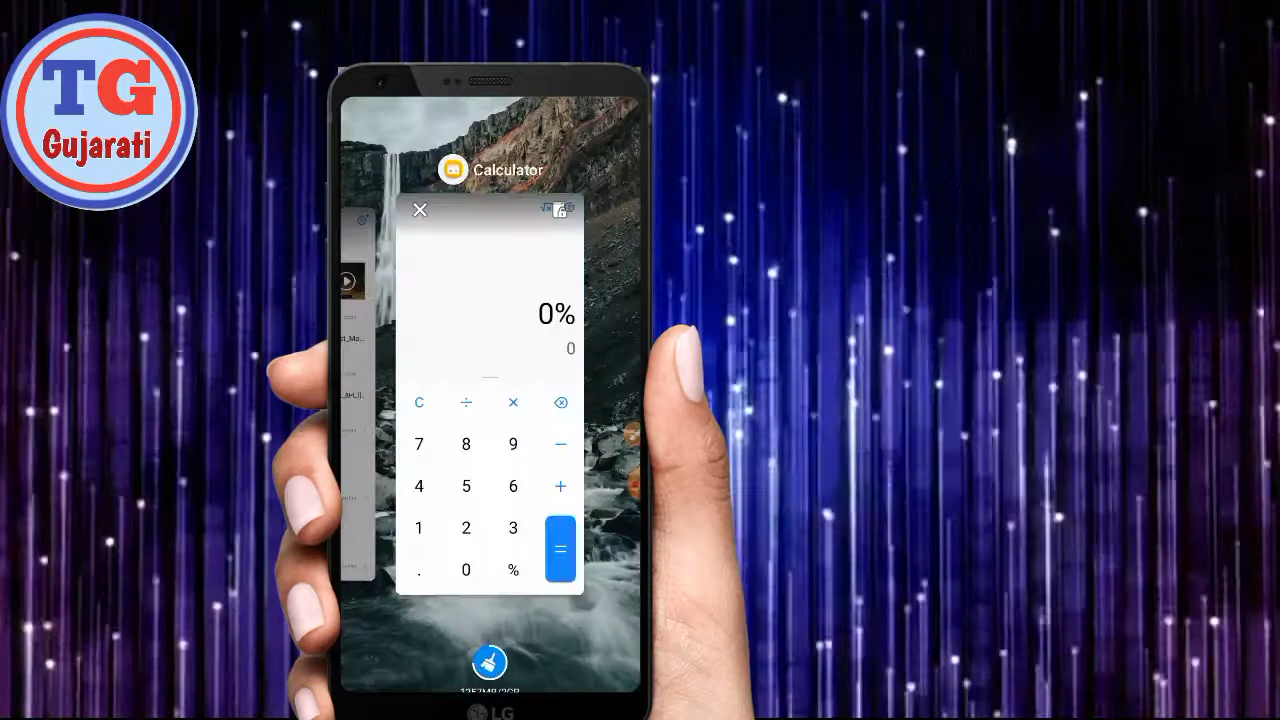 TG
Gujarati
Calculator
0%
0
C ÷ ×
7 8 9 −
4 5 6 +
1 2 3
=
. 0 %
LG